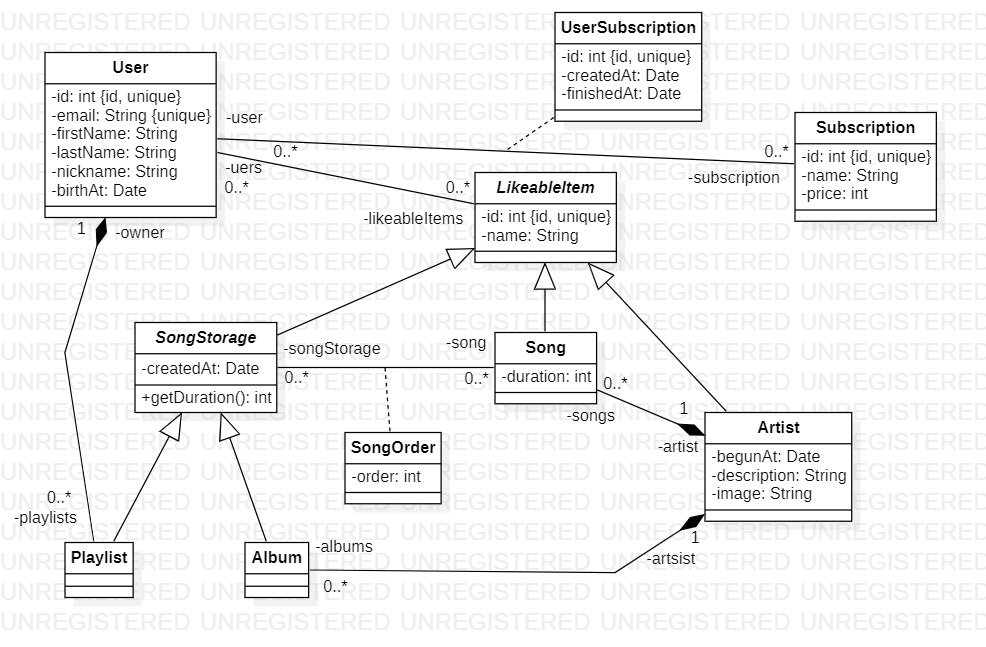 UserSubscription
-id: int {id, unique}
-createdAt: Date
-finishedAt: Date
User
-id: int {id, unique}
-email: String {unique}
-firstName: String
-lastName: String
-nickname: String
-birthAt: Date
-user
0..*
0..*
-subscription
Subscription
-id: int {id, unique}
-name: String
-price: int
-uers
0..*
0..*
-likeableItems
LikeableItem
-id: int {id, unique}
-name: String
1
-owner
SongStorage
-createdAt: Date
+getDuration(): int
-songStorage
0..*
-song
0..*
Song
-duration: int
0..*
-songs
1
-artist
Artist
-begunAt: Date
-description: String
-image: String
SongOrder
-order: int
0..*
-playlists
Playlist
Album
-albums
0..*
1
-artsist
UNREGISTERED UNREGISTERED UNREGISTERED UNREGISTERED UNREGISTERED